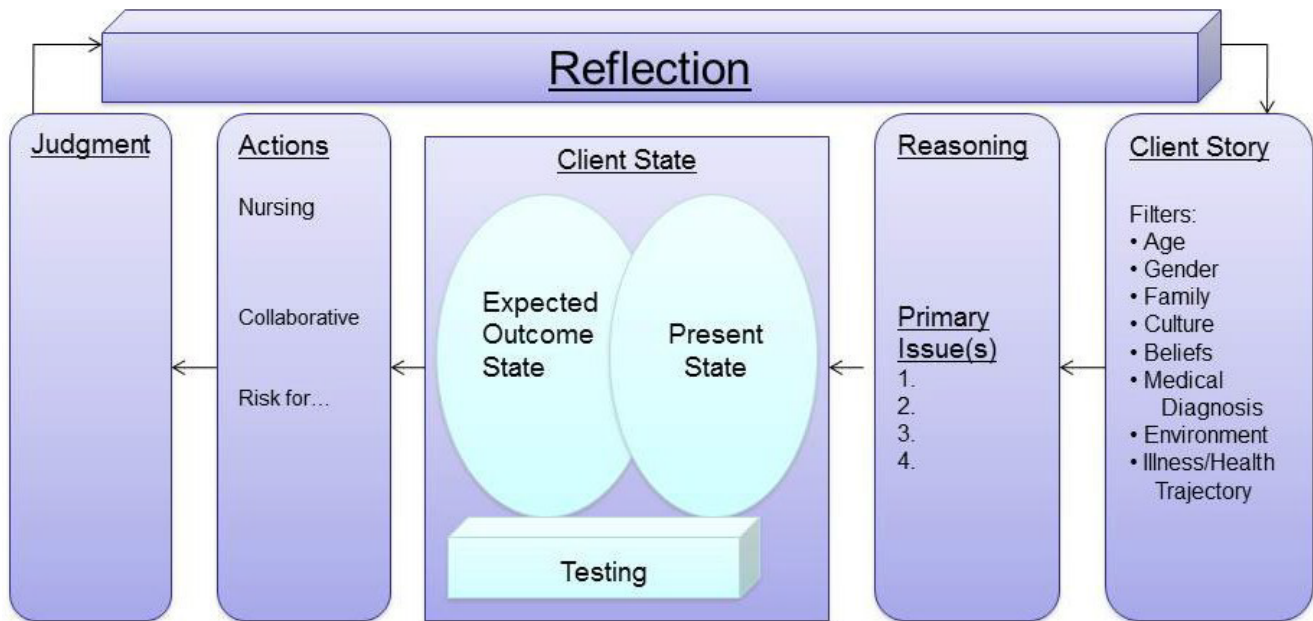 Reflection
Judgment
Actions
Nursing
Collaborative
Risk for...
Client State
Expected
Outcome
State
Present
State
Testing
Reasoning
Primary
Issue(s)
1.
2.
3.
4.
Client Story
Filters:
• Age
• Gender
• Family
• Culture
• Beliefs
• Medical
Diagnosis
• Environment
• Illness/Health
Trajectory